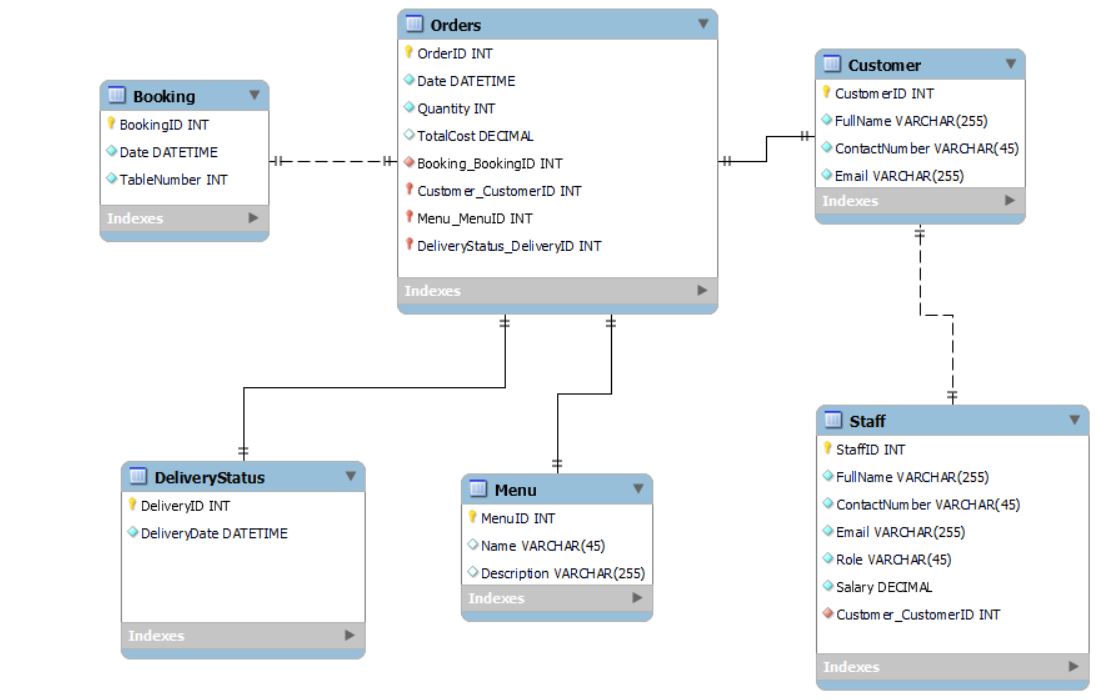 Orders
OrderID INT
Date DATETIME
Quantity INT
TotalCost DECIMAL
Booking_BookingID INT
Customer_CustomerID INT
Menu_MenuID INT
DeliveryStatus_DeliveryID INT
Indexes
Booking
BookingID INT
Date DATETIME
TableNumber INT
Indexes
Customer
CustomerID INT
FullName VARCHAR(255)
ContactNumber VARCHAR(45)
Email VARCHAR(255)
Indexes
DeliveryStatus
DeliveryID INT
DeliveryDate DATETIME
Indexes
Menu
MenuID INT
Name VARCHAR(45)
Description VARCHAR(255)
Indexes
Staff
StaffID INT
FullName VARCHAR(255)
ContactNumber VARCHAR(45)
Email VARCHAR(255)
Role VARCHAR(45)
Salary DECIMAL
Customer_CustomerID INT
Indexes